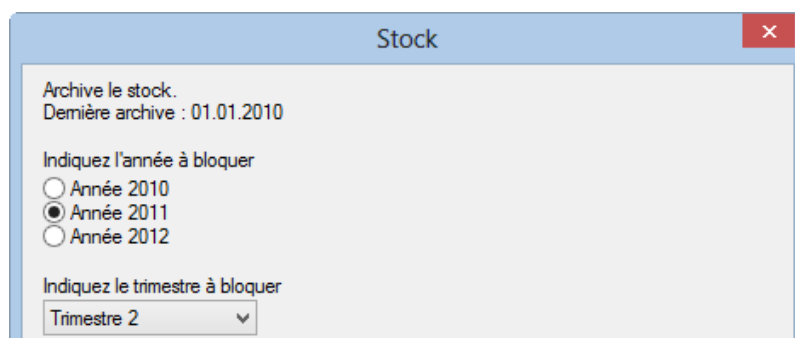 Stock
Archive le stock.
Dernière archive : 01.01.2010
Indiquez l'année à bloquer
Année 2010
Année 2011
Année 2012
Indiquez le trimestre à bloquer
Trimestre 2